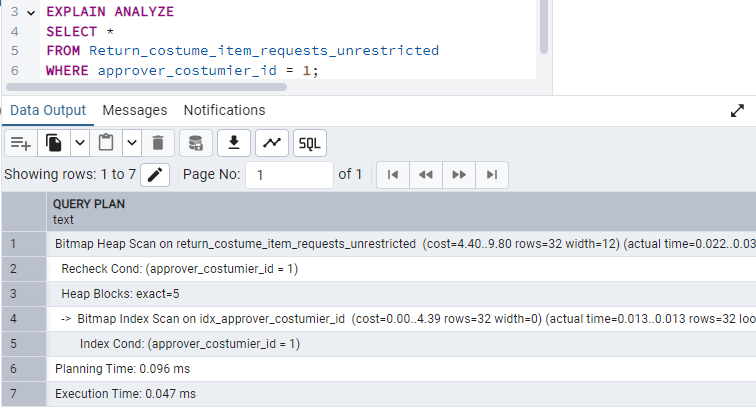 3 EXPLAIN ANALYZE
4 SELECT *
5 FROM Return_costume_item_requests_unrestricted
6 WHERE approver_costumier_id = 1;
Data Output Messages Notifications
SQL
Showing rows: 1 to 7 Page No: 1 of 1
QUERY PLAN
text
1 Bitmap Heap Scan on return_costume_item_requests_unrestricted (cost=4.40..9.80 rows=32 width=12) (actual time=0.022..0.03
2 Recheck Cond: (approver_costumier_id = 1)
3 Heap Blocks: exact=5
4 -> Bitmap Index Scan on idx_approver_costumier_id (cost=0.00..4.39 rows=32 width=0) (actual time=0.013..0.013 rows=32 loo
5 Index Cond: (approver_costumier_id = 1)
6 Planning Time: 0.096 ms
7 Execution Time: 0.047 ms